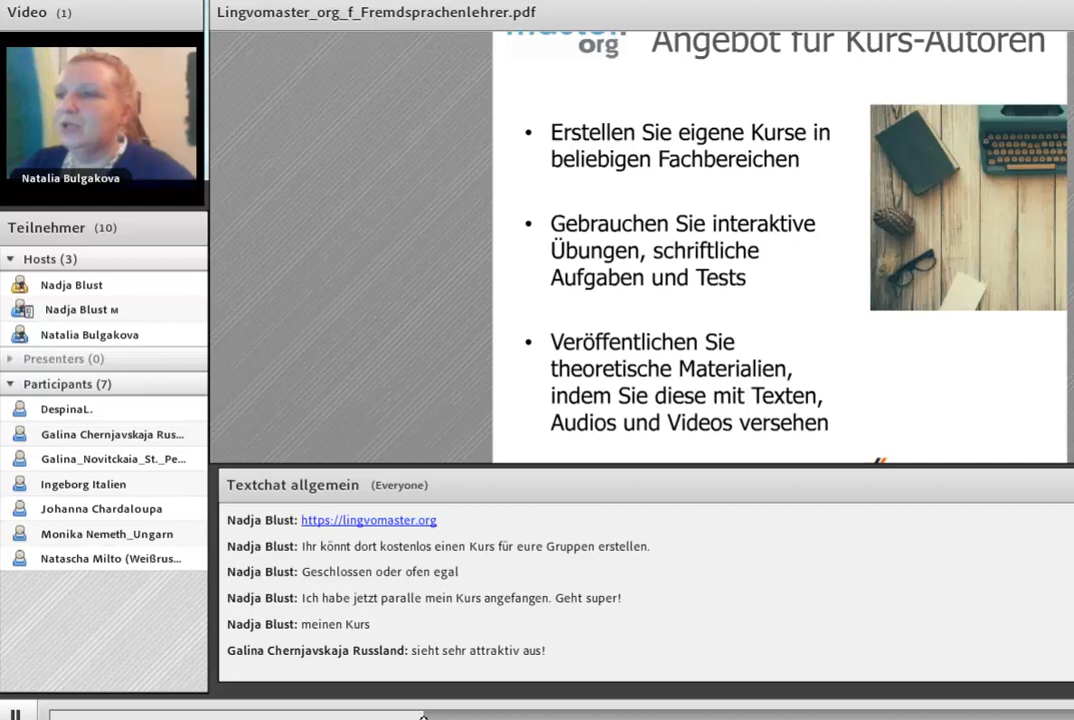 Video (1)
Natalia Bulgakova
Teilnehmer (10)
Hosts (3)
Nadja Blust
Nadja Blust м
Natalia Bulgakova
Presenters (0)
Participants (7)
DespinaL.
Galina Chernjavskaja Rus...
Galina_Novitckaia_St._Pe...
Ingeborg Italien
Johanna Chardaloupa
Monika Nemeth_Ungarn
Natascha Milto (Weißrus...
Lingvomaster_org_f_Fremdsprachenlehrer.pdf
org
Angebot für Kurs-Autoren
• Erstellen Sie eigene Kurse in
beliebigen Fachbereichen
• Gebrauchen Sie interaktive
Übungen, schriftliche
Aufgaben und Tests
• Veröffentlichen Sie
theoretische Materialien,
indem Sie diese mit Texten,
Audios und Videos versehen
Textchat allgemein (Everyone)
Nadja Blust: https://lingvomaster.org
Nadja Blust: Ihr könnt dort kostenlos einen Kurs für eure Gruppen erstellen.
Nadja Blust: Geschlossen oder ofen egal
Nadja Blust: Ich habe jetzt paralle mein Kurs angefangen. Geht super!
Nadja Blust: meinen Kurs
Galina Chernjavskaja Russland: sieht sehr attraktiv aus!